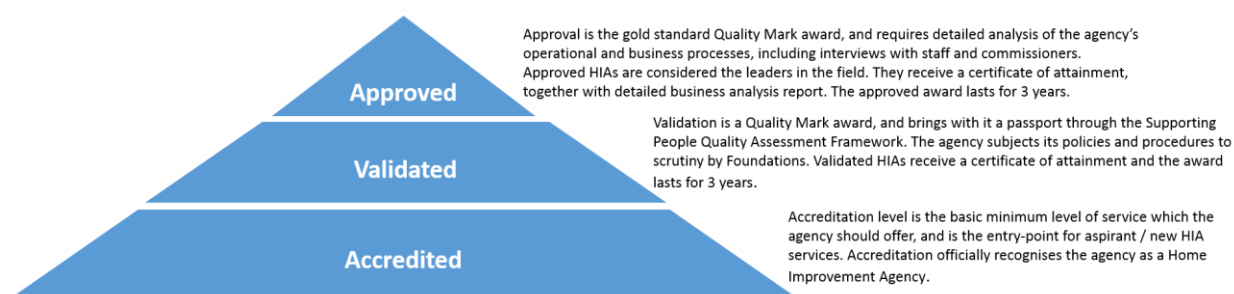 Approval is the gold standard Quality Mark award, and requires detailed analysis of the agency's
operational and business processes, including interviews with staff and commissioners.
Approved HIAs are considered the leaders in the field. They receive a certificate of attainment,
together with detailed business analysis report. The approved award lasts for 3 years.
Approved
Validation is a Quality Mark award, and brings with it a passport through the Supporting
People Quality Assessment Framework. The agency subjects its policies and procedures to
scrutiny by Foundations. Validated HIAs receive a certificate of attainment and the award
lasts for 3 years.
Validated
Accreditation level is the basic minimum level of service which the
agency should offer, and is the entry-point for aspirant / new HIA
services. Accreditation officially recognises the agency as a Home
Improvement Agency.
Accredited